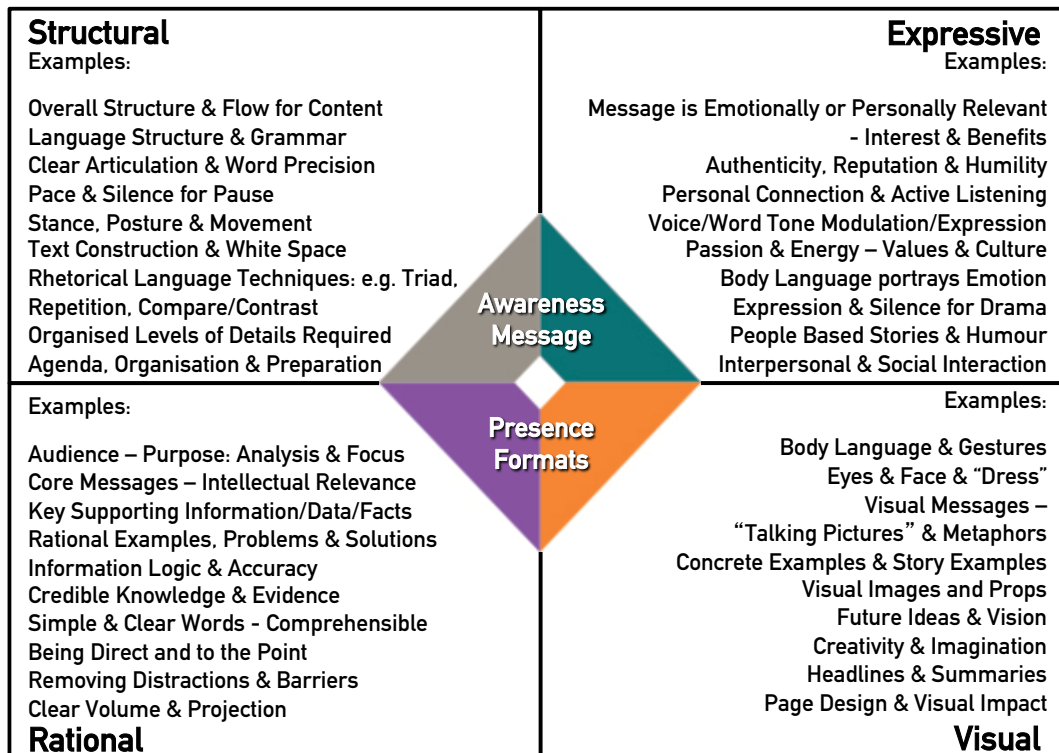 Structural
Examples:
Overall Structure & Flow for Content
Language Structure & Grammar
Clear Articulation & Word Precision
Pace & Silence for Pause
Stance, Posture & Movement
Text Construction & White Space
Rhetorical Language Techniques: e.g. Triad,
Repetition, Compare/Contrast
Organised Levels of Details Required
Agenda, Organisation & Preparation
Expressive
Examples:
Message is Emotionally or Personally Relevant
- Interest & Benefits
Authenticity, Reputation & Humility
Personal Connection & Active Listening
Voice/Word Tone Modulation/Expression
Passion & Energy – Values & Culture
Body Language portrays Emotion
Expression & Silence for Drama
People Based Stories & Humour
Interpersonal & Social Interaction
Awareness
Message
Presence
Formats
Examples:
Audience – Purpose: Analysis & Focus
Core Messages – Intellectual Relevance
Key Supporting Information/Data/Facts
Rational Examples, Problems & Solutions
Information Logic & Accuracy
Credible Knowledge & Evidence
Simple & Clear Words - Comprehensible
Being Direct and to the Point
Removing Distractions & Barriers
Clear Volume & Projection
Rational
Examples:
Body Language & Gestures
Eyes & Face & “Dress”
Visual Messages –
“Talking Pictures” & Metaphors
Concrete Examples & Story Examples
Visual Images and Props
Future Ideas & Vision
Creativity & Imagination
Headlines & Summaries
Page Design & Visual Impact
Visual